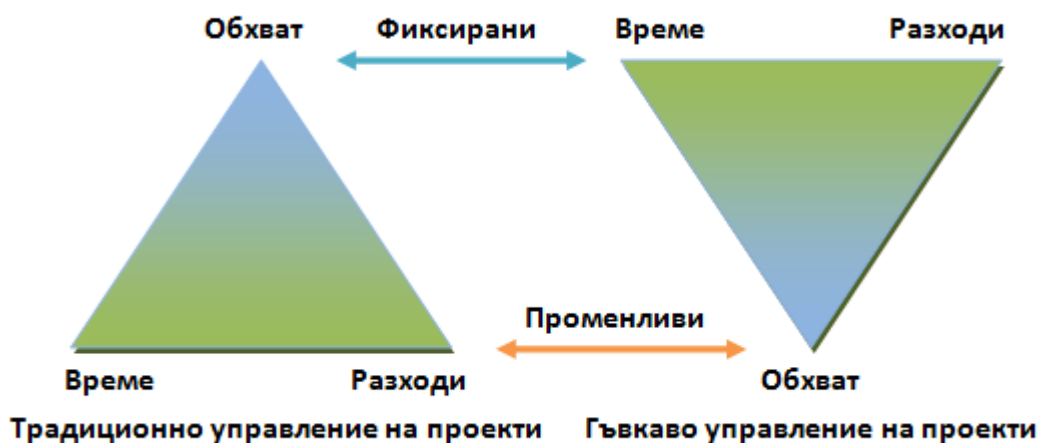 Обхват Фиксирани Време Разходи
Променливи
Време Разходи Обхват
Традиционно управление на проекти Гъвкаво управление на проекти